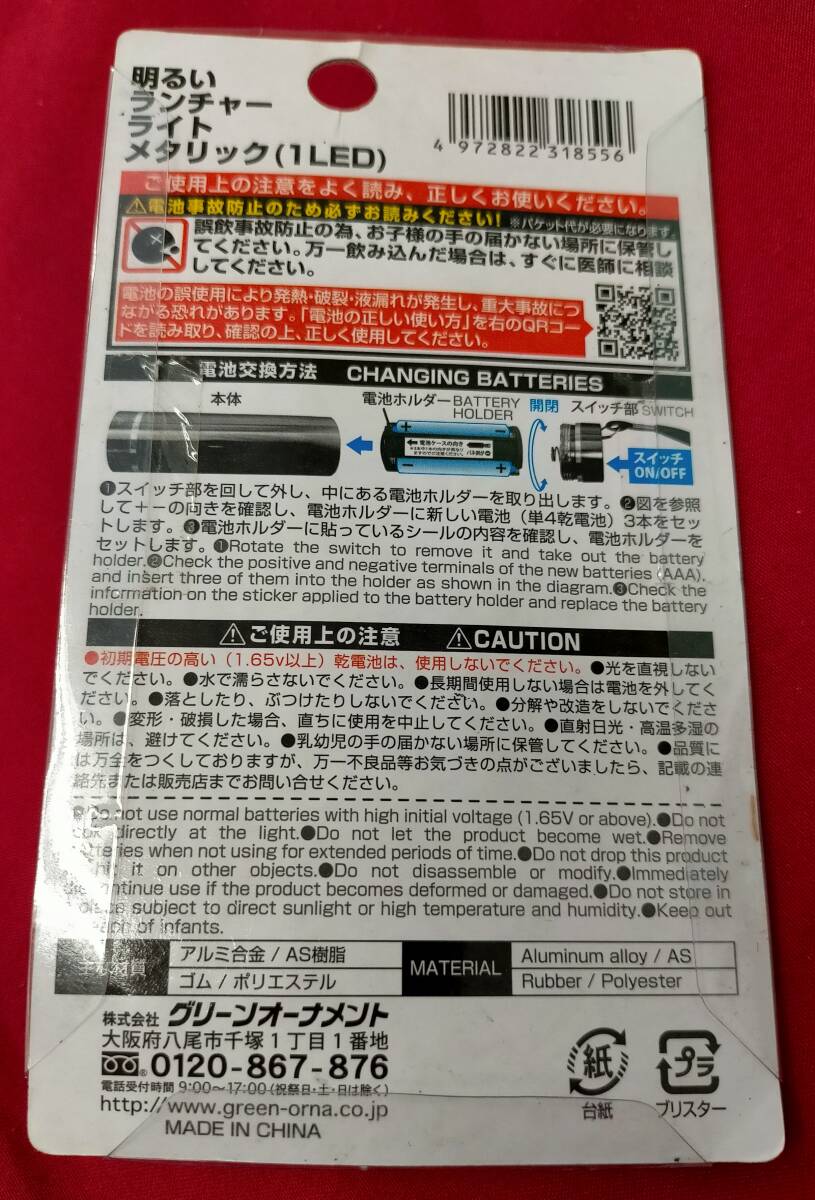 明るい
ランチャー
ライト
メタリック(1LED)
4 972822 318556
ご使用上の注意をよく読み、正しくお使いください。
⚠電池事故防止のため必ずお読みください! ※パケット代が必要になります。
誤飲事故防止の為、お子様の手の届かない場所に保管し
てください。万一飲み込んだ場合は、すぐに医師に相談
してください。
電池の誤使用により発熱・破裂・液漏れが発生し、重大事故につ
ながる恐れがあります。「電池の正しい使い方」を右のQRコー
ドを読み取り、確認の上、正しく使用してください。
電池交換方法 CHANGING BATTERIES
本体
電池ホルダー BATTERY
HOLDER
開閉
スイッチ部 SWITCH
電池ケースの向き
スイッチ
ON/OFF
❶スイッチ部を回して外し、中にある電池ホルダーを取り出します。❷図を参照
して+−の向きを確認し、電池ホルダーに新しい電池(単4乾電池)3本をセッ
トします。❸電池ホルダーに貼っているシールの内容を確認し、電池ホルダーを
セットします。❶Rotate the switch to remove it and take out the battery
holder.❷Check the positive and negative terminals of the new batteries (AAA),
and insert three of them into the holder as shown in the diagram.❸Check the
information on the sticker applied to the battery holder and replace the battery
holder.
⚠ご使用上の注意 ⚠CAUTION
●初期電圧の高い(1.65v以上)乾電池は、使用しないでください。●光を直視しない
でください。●水で濡らさないでください。●長期間使用しない場合は電池を外してく
ださい。●落としたり、ぶつけたりしないでください。●分解や改造をしないでくださ
い。●変形・破損した場合、直ちに使用を中止してください。●直射日光・高温多湿の
場所は、避けてください。●乳幼児の手の届かない場所に保管してください。●品質に
は万全をつくしておりますが、万一不良品等お気づきの点がございましたら、記載の連
絡先または販売店までお問い合せください。
●Do not use normal batteries with high initial voltage (1.65V or above).●Do not
look directly at the light.●Do not let the product become wet.●Remove
batteries when not using for extended periods of time.●Do not drop this product
hit it on other objects.●Do not disassemble or modify.●Immediately
discontinue use if the product becomes deformed or damaged.●Do not store in
place subject to direct sunlight or high temperature and humidity.●Keep out
reach of infants.
主な材質
アルミ合金 / AS樹脂
ゴム / ポリエステル
MATERIAL
Aluminum alloy / AS
Rubber / Polyester
株式会社 グリーンオーナメント
大阪府八尾市千塚1丁目1番地
0120-867-876
電話受付時間 9:00〜17:00(祝祭日・土・日は除く)
http://www.green-orna.co.jp
MADE IN CHINA
紙
台紙
プラ
ブリスター